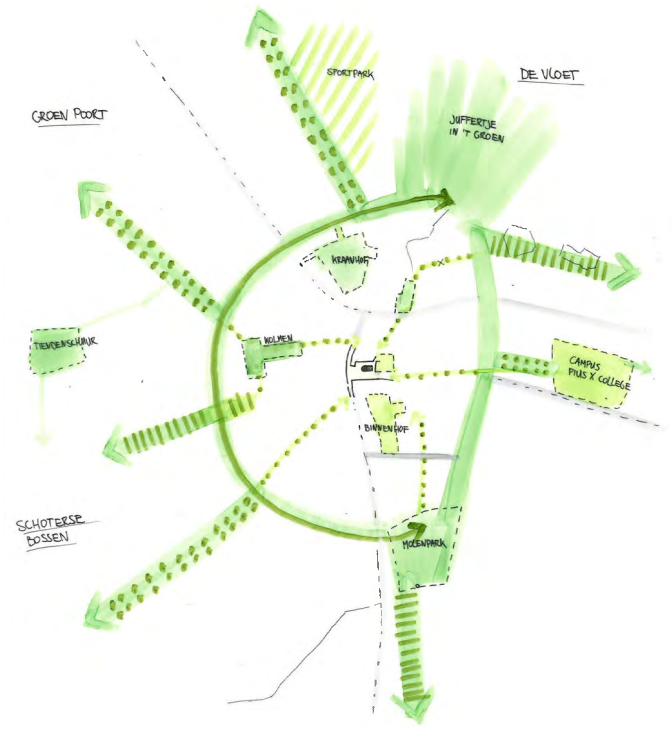 SPORTPARK
DE VLOET
GROEN POORT
JUFFERTJE
IN 'T GROEN
KRAANHOF
TIENDENSCHUUR
HOLMEN
CAMPUS
PIUS X COLLEGE
BINNENHOF
SCHOTERSE
BOSSEN
MOLENPARK